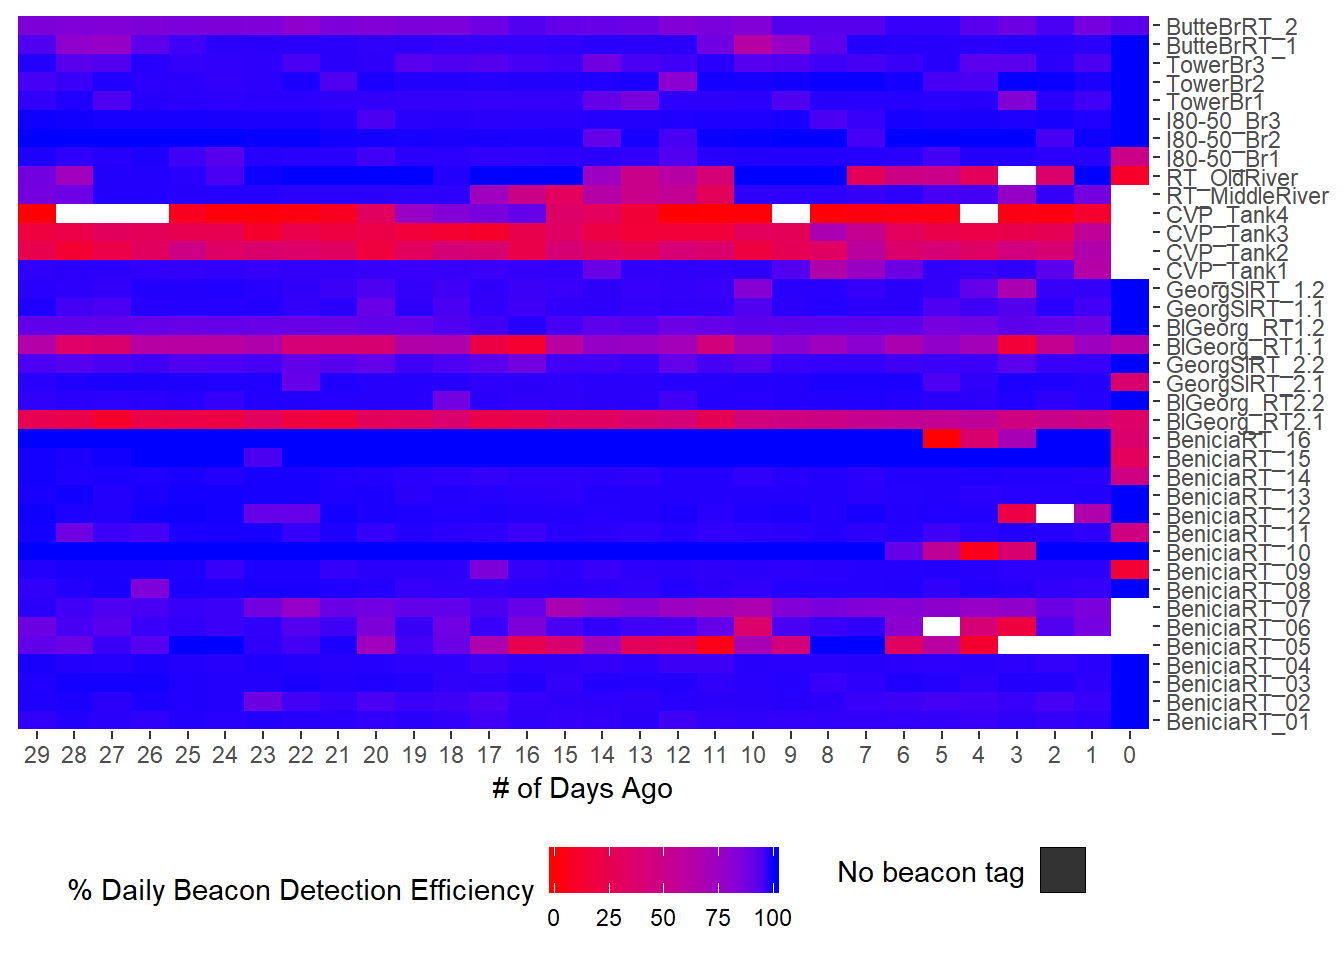 ButteBrRT_2
ButteBrRT_1
TowerBr3
TowerBr2
TowerBr1
I80-50_Br3
I80-50_Br2
I80-50_Br1
RT_OldRiver
RT_MiddleRiver
CVP_Tank4
CVP_Tank3
CVP_Tank2
CVP_Tank1
GeorgSlRT_1.2
GeorgSlRT_1.1
BlGeorg_RT1.2
BlGeorg_RT1.1
GeorgSlRT_2.2
GeorgSlRT_2.1
BlGeorg_RT2.2
BlGeorg_RT2.1
BeniciaRT_16
BeniciaRT_15
BeniciaRT_14
BeniciaRT_13
BeniciaRT_12
BeniciaRT_11
BeniciaRT_10
BeniciaRT_09
BeniciaRT_08
BeniciaRT_07
BeniciaRT_06
BeniciaRT_05
BeniciaRT_04
BeniciaRT_03
BeniciaRT_02
BeniciaRT_01
29 28 27 26 25 24 23 22 21 20 19 18 17 16 15 14 13 12 11 10 9 8 7 6 5 4 3 2 1 0
# of Days Ago
% Daily Beacon Detection Efficiency
0 25 50 75 100
No beacon tag